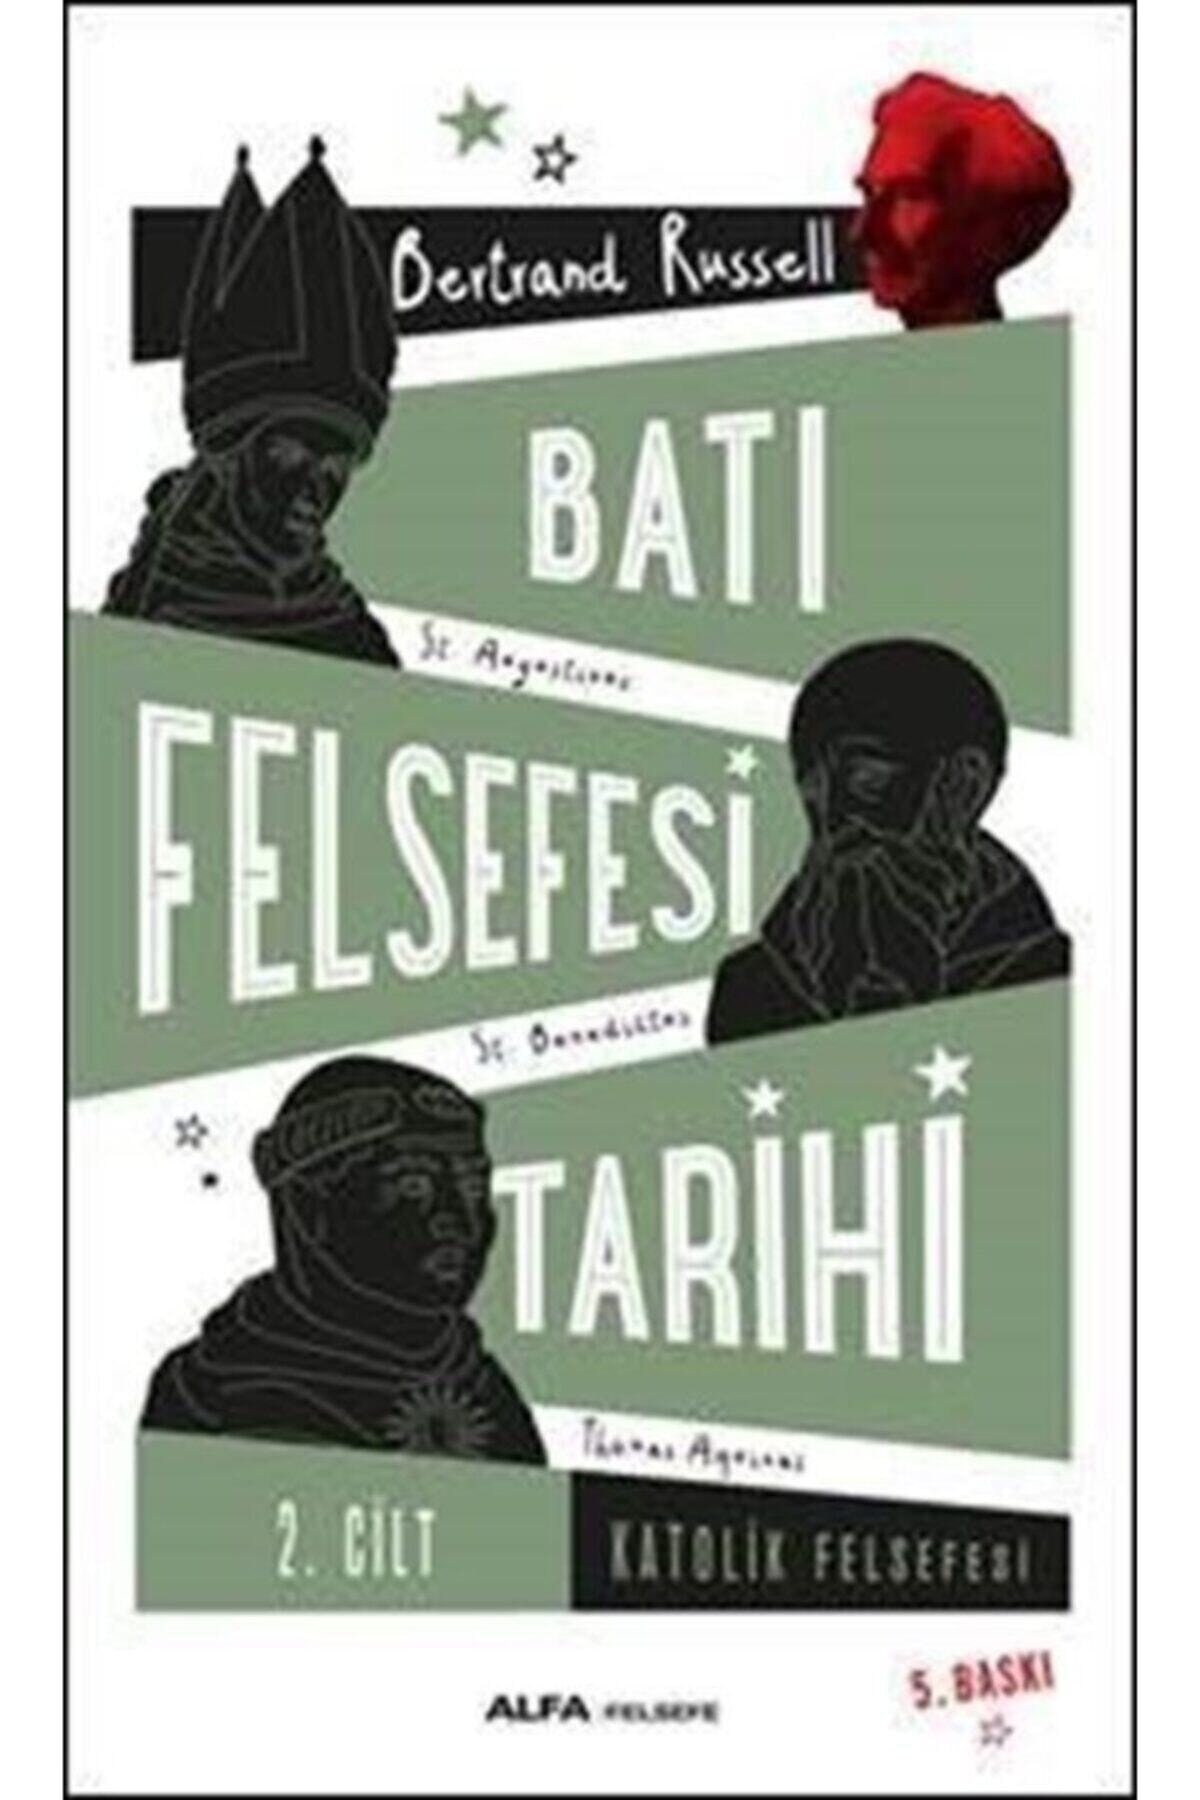 Bertrand Russell
BATI
St. Augustinus
FELSEFESİ
St. Benedictus
TARİHİ
Thomas Aquinas
2. CİLT
KATOLİK FELSEFESİ
5. BASKI
ALFA FELSEFE